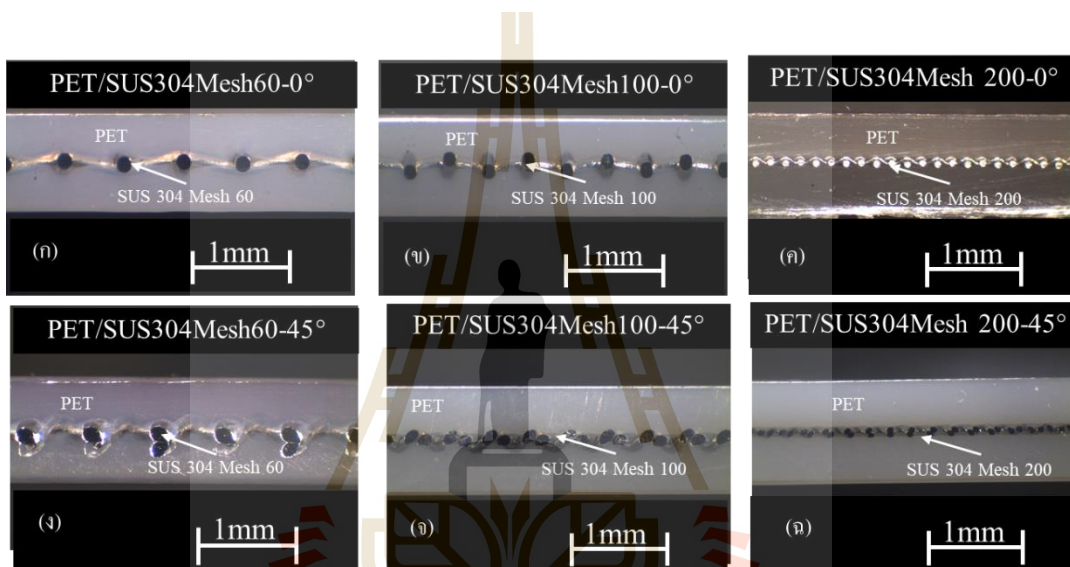 PET/SUS304Mesh60-0°
PET
SUS 304 Mesh 60
(ก)
1mm
PET/SUS304Mesh100-0°
PET
SUS 304 Mesh 100
(ข)
1mm
PET/SUS304Mesh 200-0°
PET
SUS 304 Mesh 200
(ค)
1mm
PET/SUS304Mesh60-45°
PET
SUS 304 Mesh 60
(ง)
1mm
PET/SUS304Mesh100-45°
PET
SUS 304 Mesh 100
(จ)
1mm
PET/SUS304Mesh 200-45°
PET
SUS 304 Mesh 200
(ฉ)
1mm